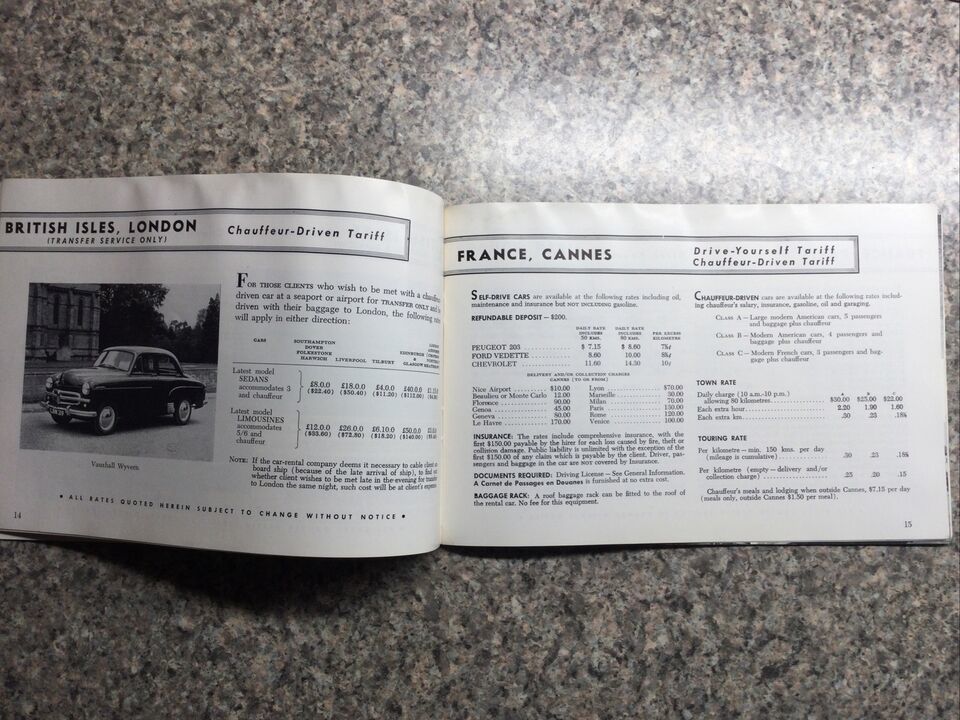 BRITISH ISLES, LONDON
(TRANSFER SERVICE ONLY)
Chauffeur-Driven Tariff
FOR THOSE CLIENTS who wish to be met with a
driven car at a seaport or airport for TRANSFER ONLY and to
driven with their baggage to London, the following rates
will apply in either direction:
CARS
SOUTHAMPTON
DOVER
FOLKESTONE
HARWICH LIVERPOOL TILBURY GLASGOW
Latest model
SEDANS
accommodates 3
and chauffeur
£8.0.0 £18.0.0 £4.0.0 £40.0.0
($22.40) ($50.40) ($11.20) ($112.00)
Latest model
LIMOUSINES
accommodates
5/6 and
chauffeur
£12.0.0 £26.0.0 £6.10.0 £50.0.0
($33.60) ($72.80) ($18.20) ($140.00)
NOTE: If the car-rental company deems it necessary to cable client
board ship (because of the late arrival of ship), to find
whether client wishes to be met late in the evening for transfer
to London the same night, such cost will be at client's expense
Vauxhall Wyvern
• ALL RATES QUOTED HEREIN SUBJECT TO CHANGE WITHOUT NOTICE •
14
FRANCE, CANNES
Drive-Yourself Tariff
Chauffeur-Driven Tariff
SELF-DRIVE CARS are available at the following rates including oil,
maintenance and insurance but NOT INCLUDING gasoline.
REFUNDABLE DEPOSIT — $200.
DAILY RATE INCLUDES 50 KMS. DAILY RATE INCLUDES 100 KMS. PER EXCESS KILOMETRE
PEUGEOT 203 $ 7.15 $ 8.60 7¾¢
FORD VEDETTE 8.60 10.00 8¾¢
CHEVROLET 11.60 14.30 10¢
DELIVERY AND/OR COLLECTION CHARGES
CANNES (TO OR FROM)
Nice Airport $10.00 Lyon $70.00
Beaulieu or Monte Carlo 12.00 Marseille 30.00
Florence 90.00 Milan 70.00
Genoa 45.00 Paris 150.00
Geneva 80.00 Rome 120.00
Le Havre 170.00 Venice 100.00
INSURANCE: The rates include comprehensive insurance, with the
first $150.00 payable by the hirer for each loss caused by fire, theft or
collision damage. Public liability is unlimited with the exception of the
first $150.00 of any claim which is payable by the client. Driver, pas-
sengers and baggage in the car are not covered by Insurance.
DOCUMENTS REQUIRED: Driving License — See General Information.
A Carnet de Passages en Douanes is furnished at no extra cost.
BAGGAGE RACK: A roof baggage rack can be fitted to the roof of
the rental car. No fee for this equipment.
CHAUFFEUR-DRIVEN cars are available at the following rates includ-
ing chauffeur's salary, insurance, gasoline, oil and garaging.
CLASS A — Large modern American cars, 5 passengers
and baggage plus chauffeur
CLASS B — Modern American cars, 4 passengers and
baggage plus chauffeur
CLASS C — Modern French cars, 3 passengers and bag-
gage plus chauffeur
TOWN RATE
Daily charge (10 a.m.-10 p.m.)
allowing 80 kilometres $30.00 $25.00 $22.00
Each extra hour 2.20 1.90 1.60
Each extra km. .30 .23 .18¾
TOURING RATE
Per kilometre — min. 150 kms. per day
(mileage is cumulative) .30 .23 .18¾
Per kilometre (empty — delivery and/or
collection charge) .25 .20 .15
Chauffeur's meals and lodging when outside Cannes, $7.15 per day
(meals only, outside Cannes $1.50 per meal).
15